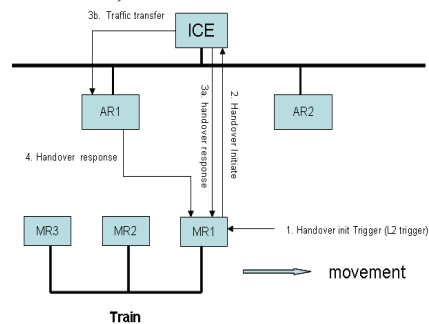 3b. Traffic transfer
ICE
AR1
AR2
3a. handover response
2. Handover Initiate
4. Handover response
MR3
MR2
MR1
1. Handover init Trigger (L2 trigger)
movement
Train